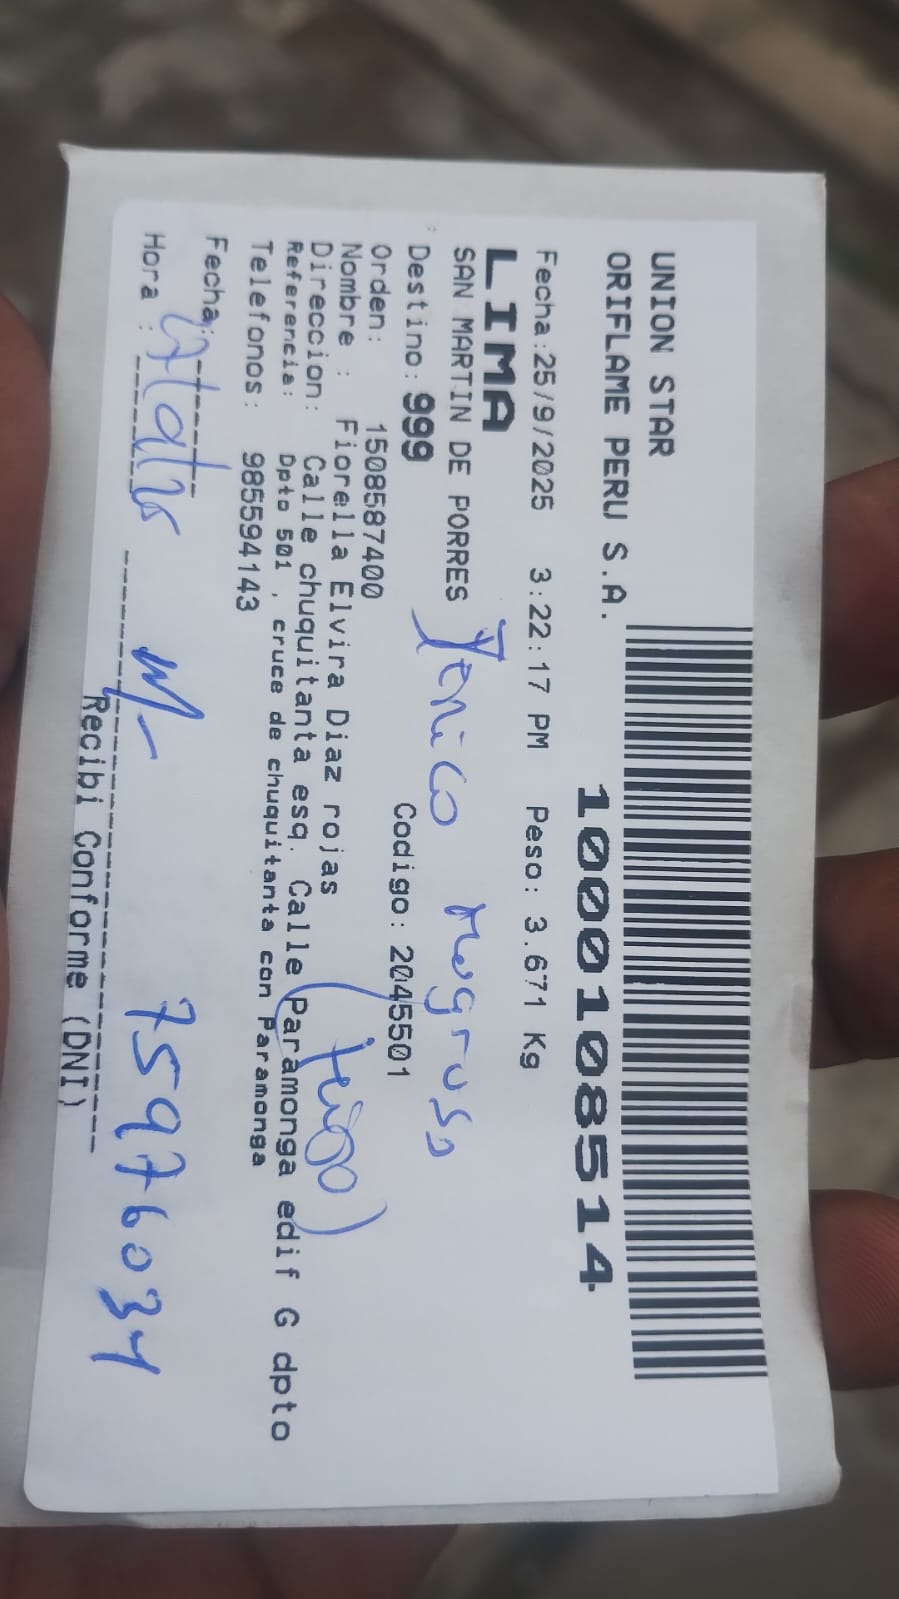 UNION STAR
ORIFLAME PERU S.A.
1000108514
Fecha:25/9/2025 3:22:17 PM Peso: 3.671 Kg
LIMA
SAN MARTIN DE PORRES
Destino: 999
Codigo: 2045501
Orden: 1508587400
Nombre : Fiorella Elvira Diaz rojas
Direccion: Calle chuquitanta esq. Calle Paramonga edif G dpto
Referencia: Dpto 501 , cruce de chuquitanta con Paramonga
Telefonos: 985594143
Fecha:
Hora :
75976034
Recibi Conforme (DNI)